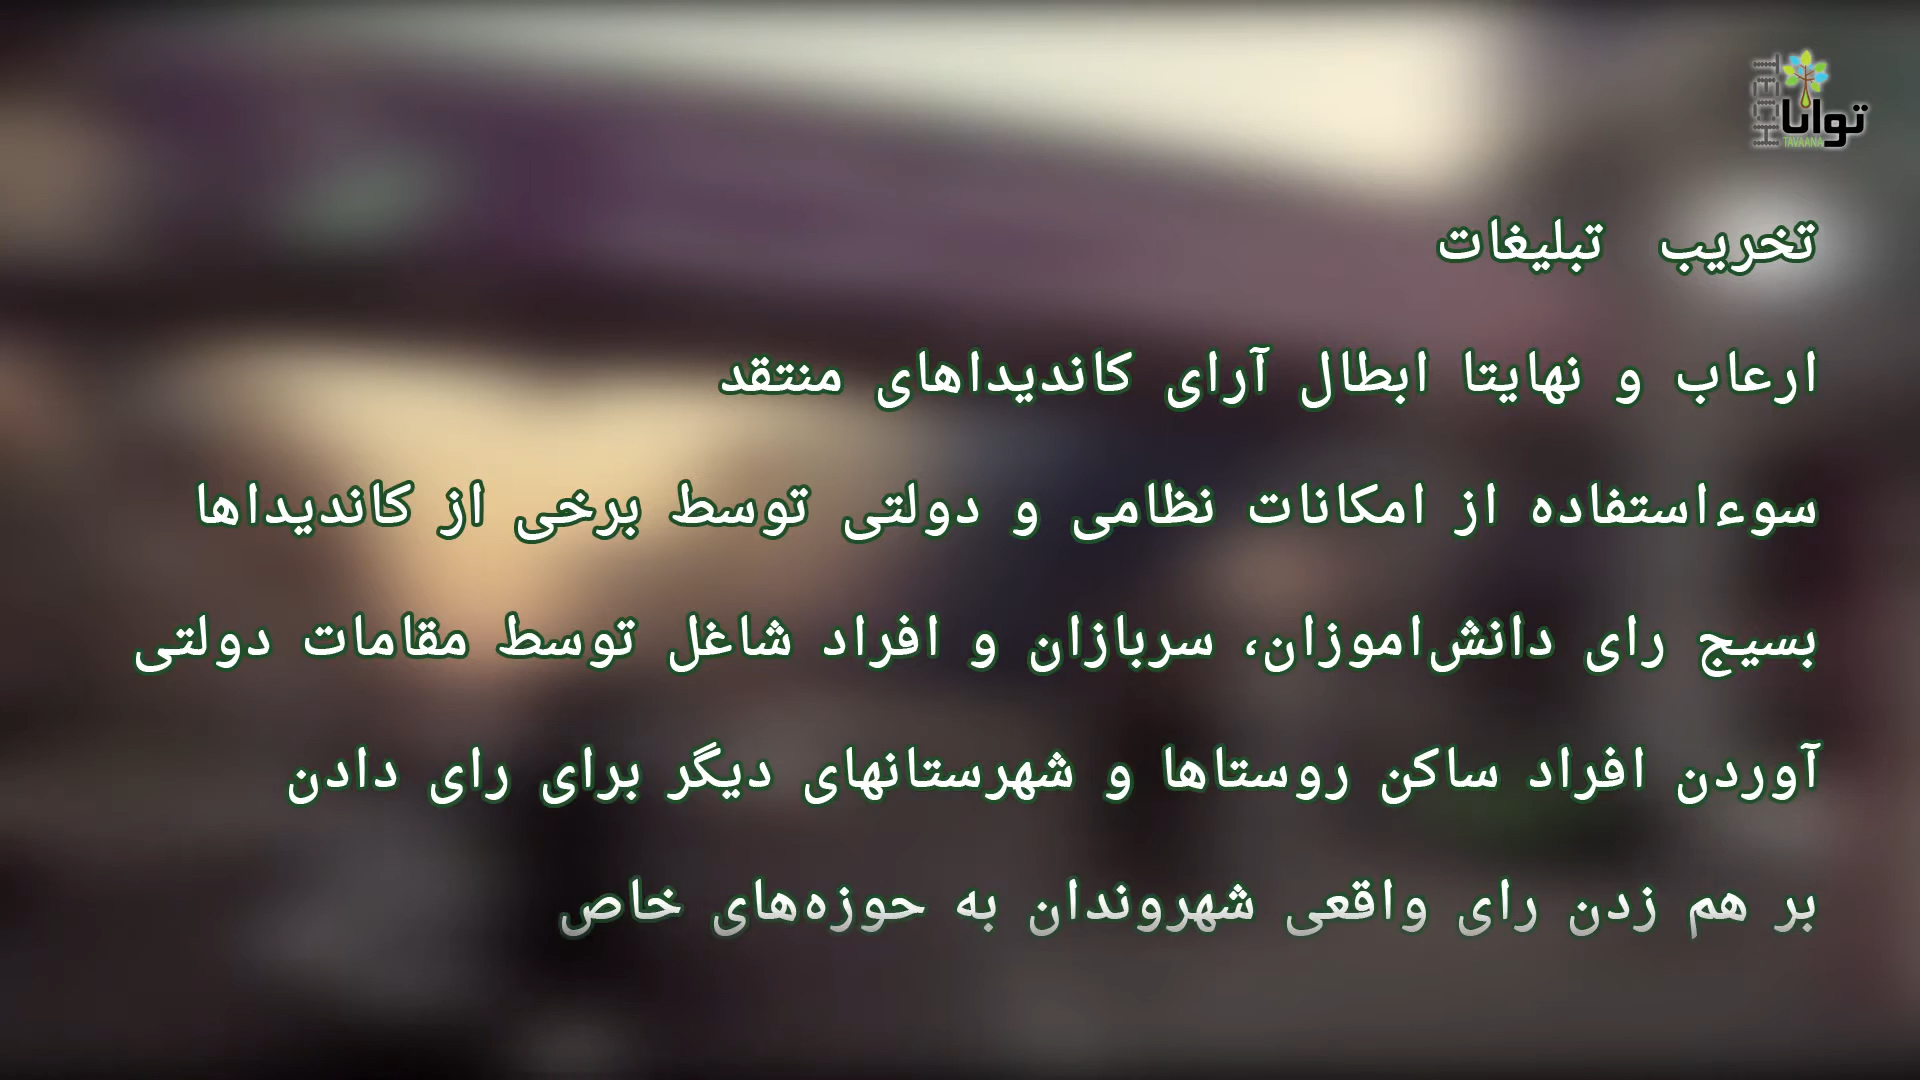 توانا
TAVAANA
تخریب تبلیغات
ارعاب و نهایتا ابطال آرای کاندیداهای منتقد
سوءاستفاده از امکانات نظامی و دولتی توسط برخی از کاندیداها
بسیج رای دانش‌اموزان، سربازان و افراد شاغل توسط مقامات دولتی
آوردن افراد ساکن روستاها و شهرستانهای دیگر برای رای دادن
بر هم زدن رای واقعی شهروندان به حوزه‌های خاص